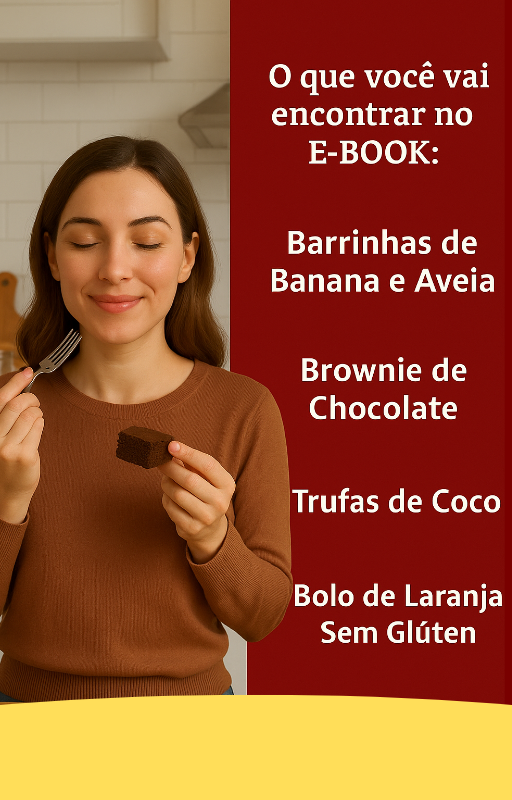 O que você vai
encontrar no
E-BOOK:
Barrinhas de
Banana e Aveia
Brownie de
Chocolate
Trufas de Coco
Bolo de Laranja
Sem Glúten